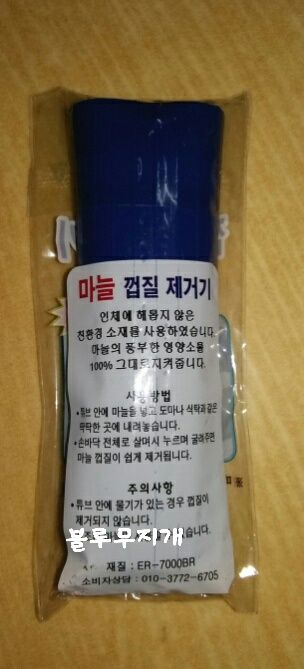 마늘 껍질 제거기
인체에 해롭지 않은
친환경 소재를 사용하였습니다.
마늘의 풍부한 영양소를
100% 그대로지켜줍니다.
사용방법
• 튜브 안에 마늘을 넣고 도마나 식탁과 같은
딱딱한 곳에 내려놓습니다.
• 손바닥 전체로 살며시 누르며 굴려주면
마늘 껍질이 쉽게 제거됩니다.
주의사항
• 튜브 안에 물기가 있는 경우 껍질이
제거되지 않습니다.
블루무지개
재질 : ER-7000BR
소비자상담 : 010-3772-6705